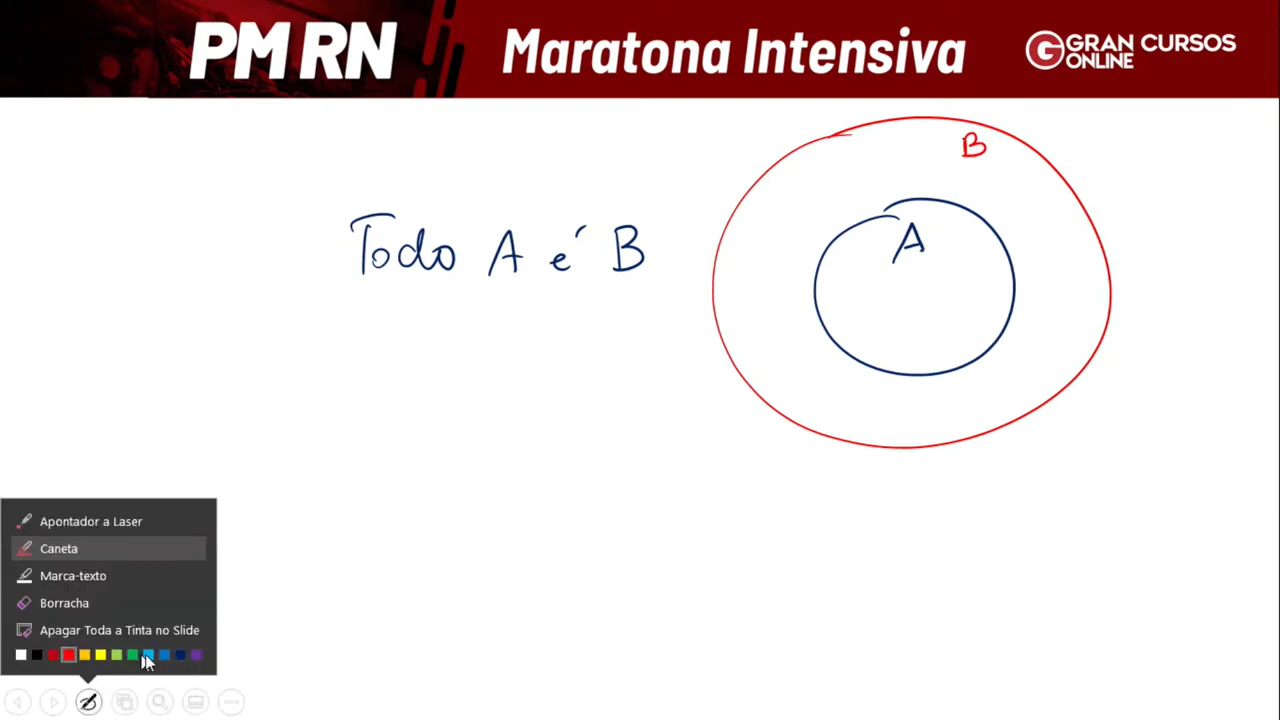 PM RN
Maratona Intensiva
GRAN CURSOS
ONLINE
B
A
Todo A é B
Apontador a Laser
Caneta
Marca-texto
Borracha
Apagar Toda a Tinta no Slide